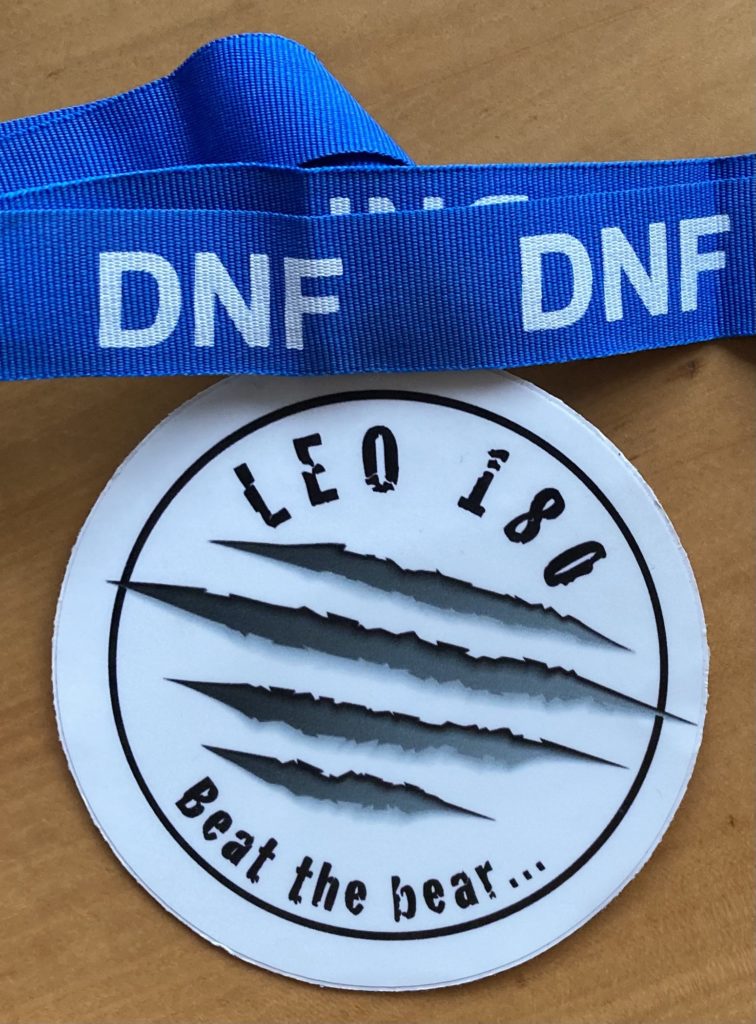 DNF DNF
LEO 180
Beat the bear...